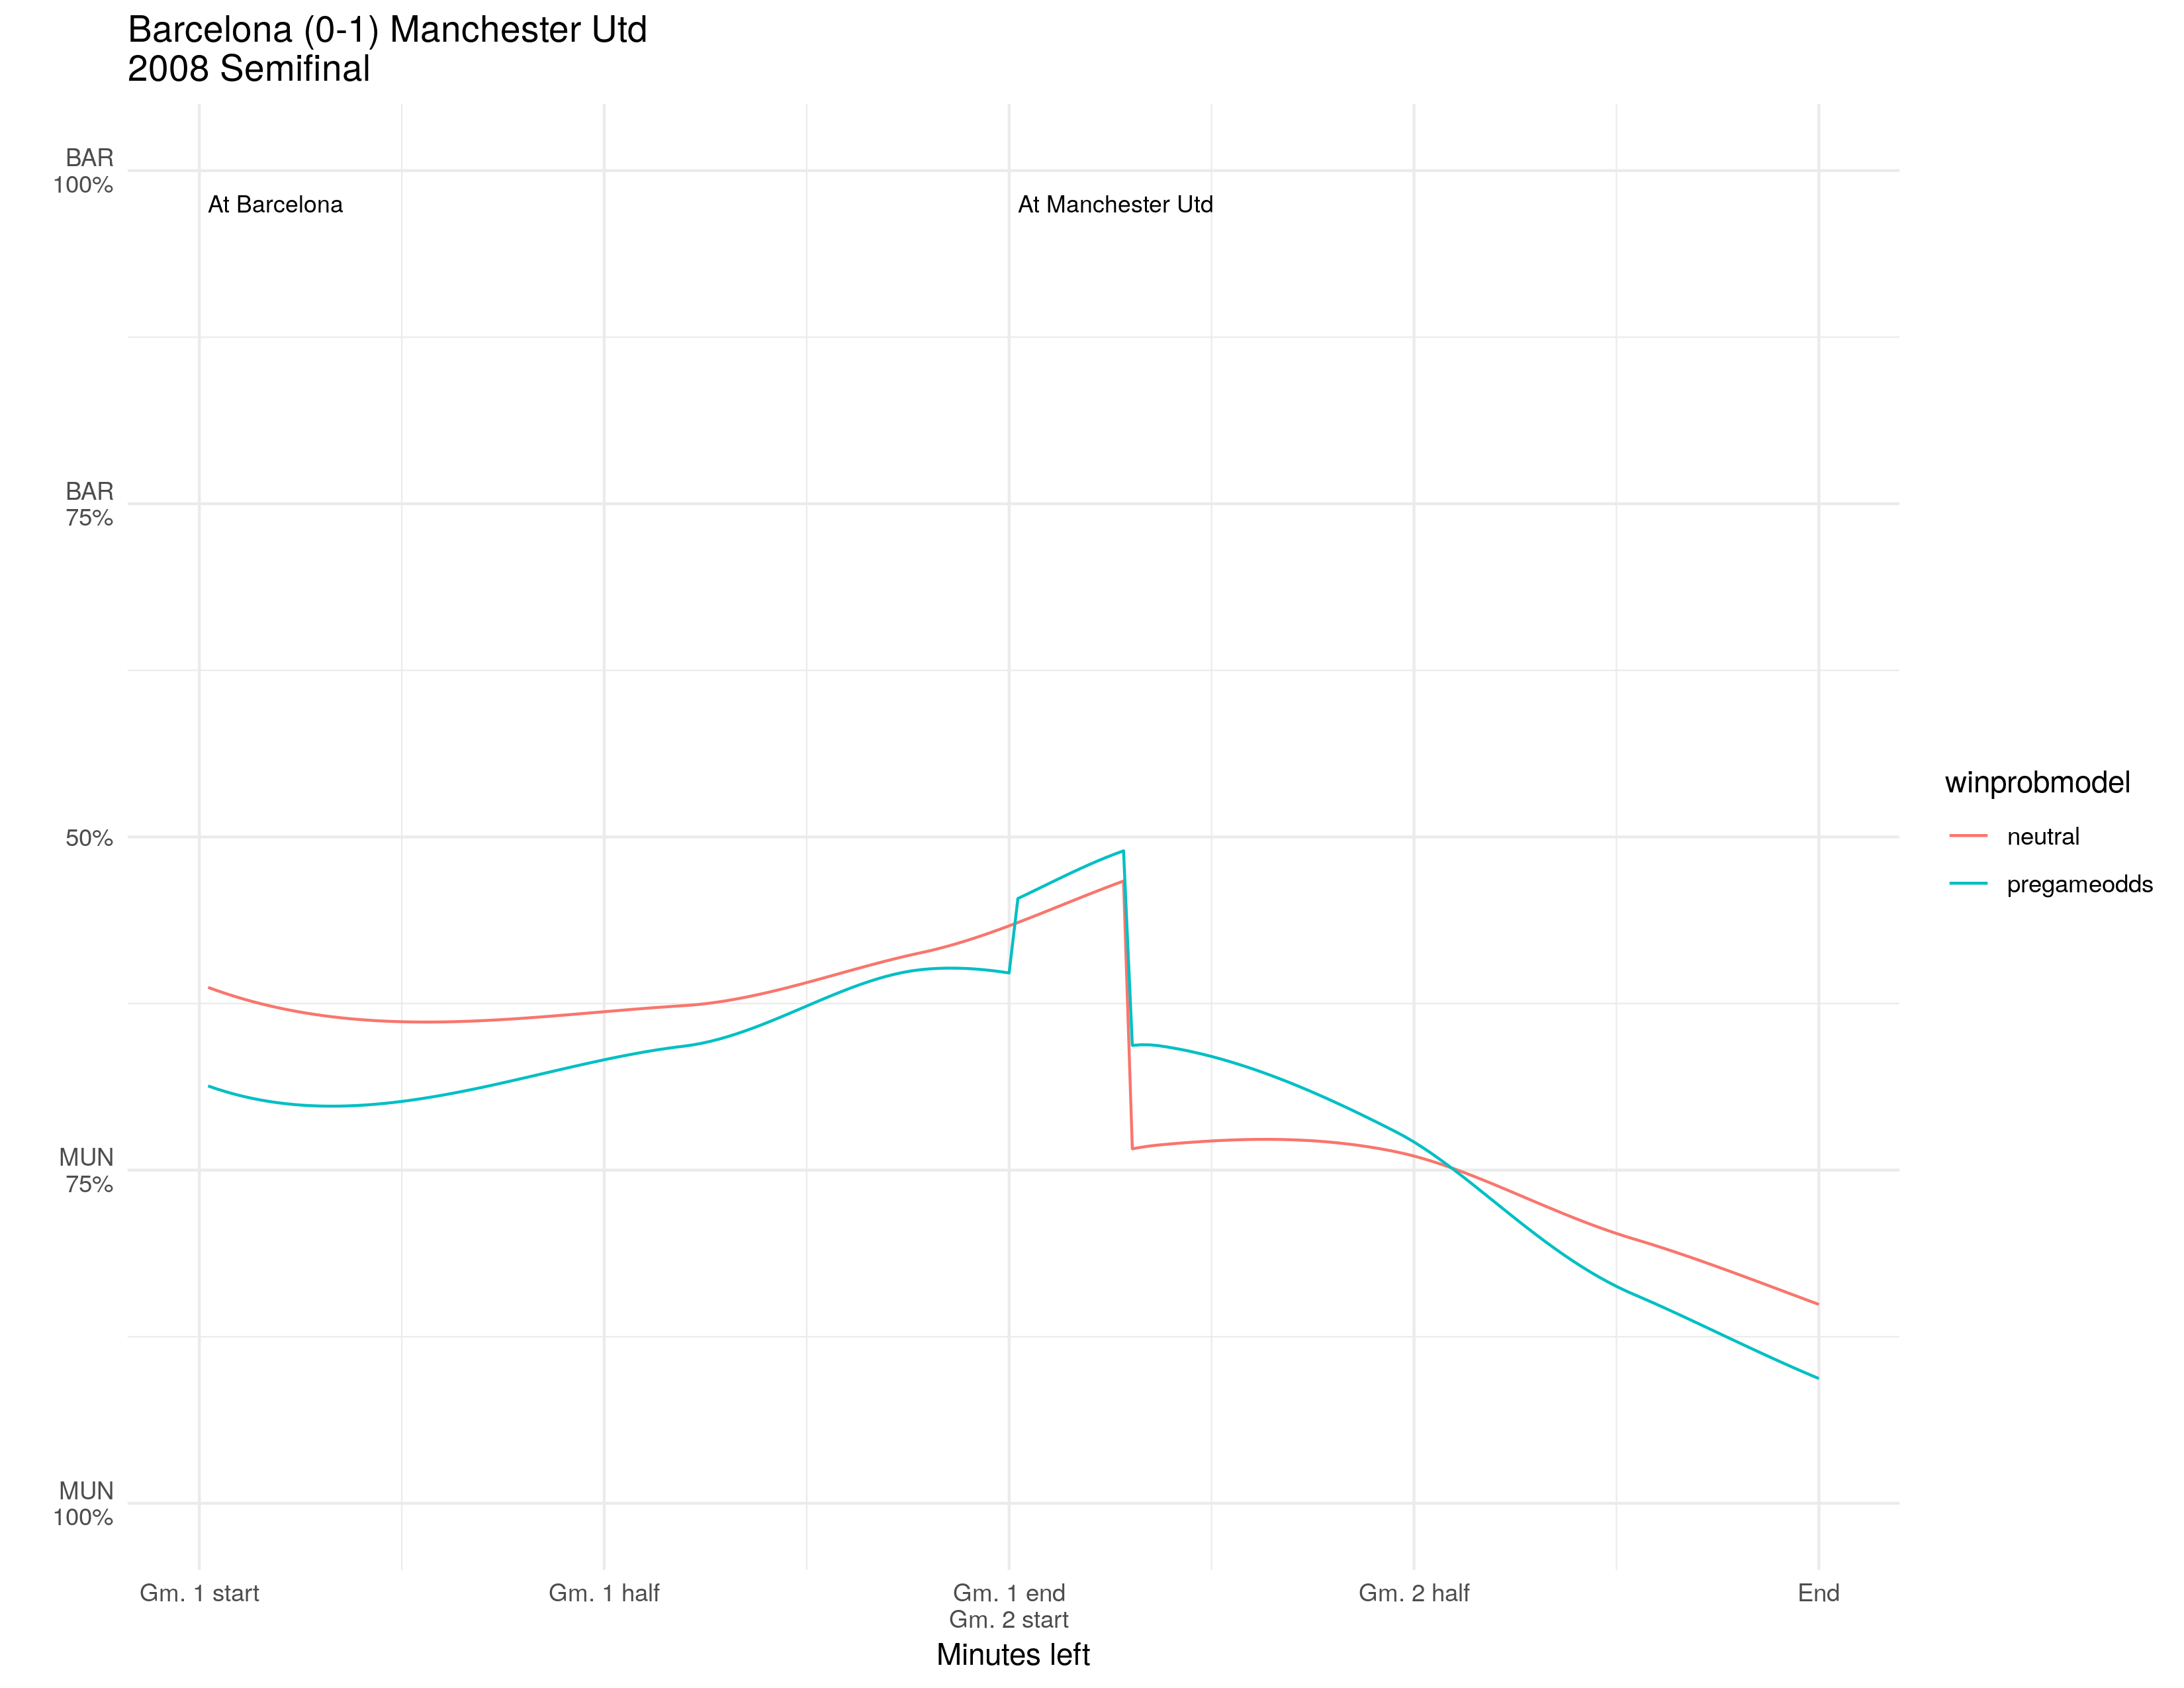 Barcelona (0-1) Manchester Utd
2008 Semifinal
BAR
100%
At Barcelona
At Manchester Utd
BAR
75%
50%
MUN
75%
MUN
100%
winprobmodel
neutral
pregameodds
Gm. 1 start
Gm. 1 half
Gm. 1 end
Gm. 2 start
Gm. 2 half
End
Minutes left